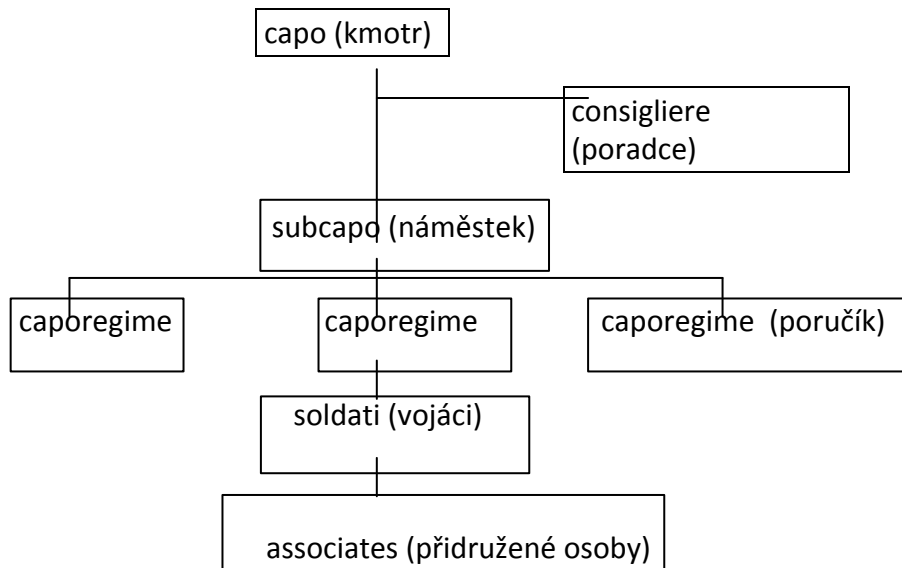 capo (kmotr)
consigliere
(poradce)
subcapo (náměstek)
caporegime
caporegime
caporegime (poručík)
soldati (vojáci)
associates (přidružené osoby)